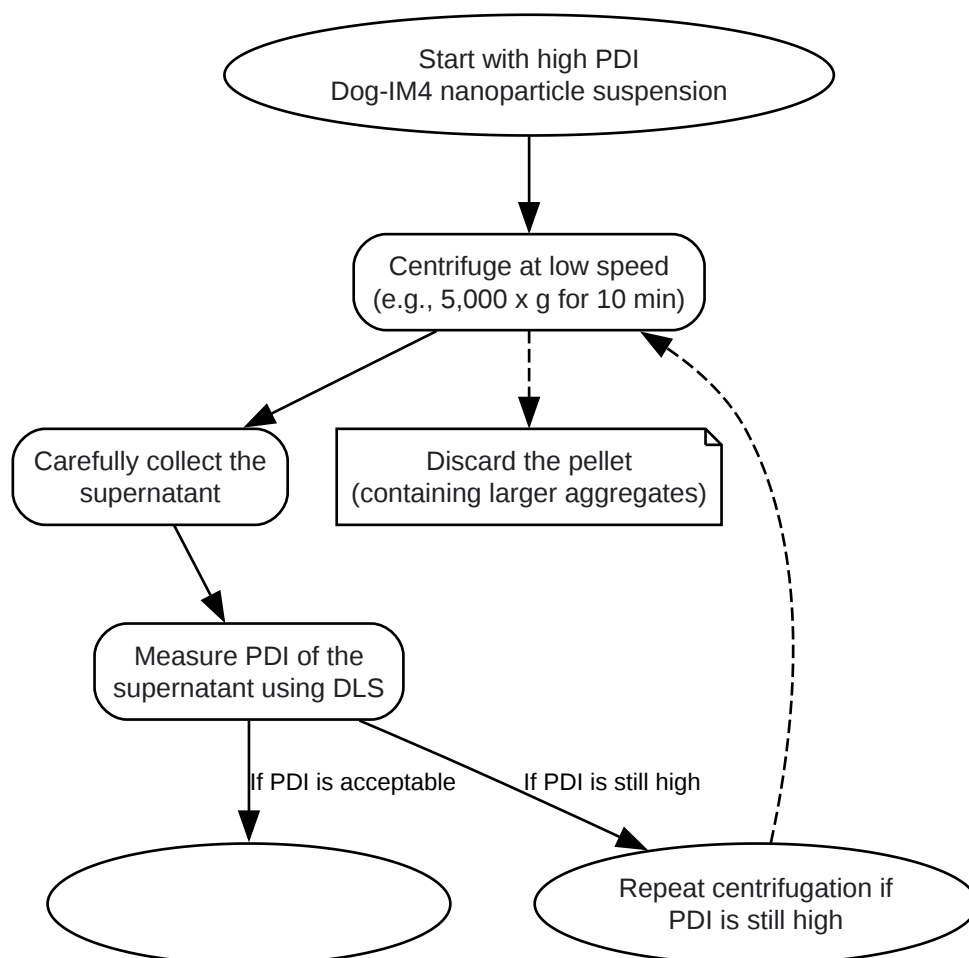 Start with high PDI
Dog-IM4 nanoparticle suspension
Centrifuge at low speed
(e.g., 5,000 x g for 10 min)
Carefully collect the
supernatant
Discard the pellet
(containing larger aggregates)
Measure PDI of the
supernatant using DLS
If PDI is acceptable
If PDI is still high
Repeat centrifugation if
PDI is still high